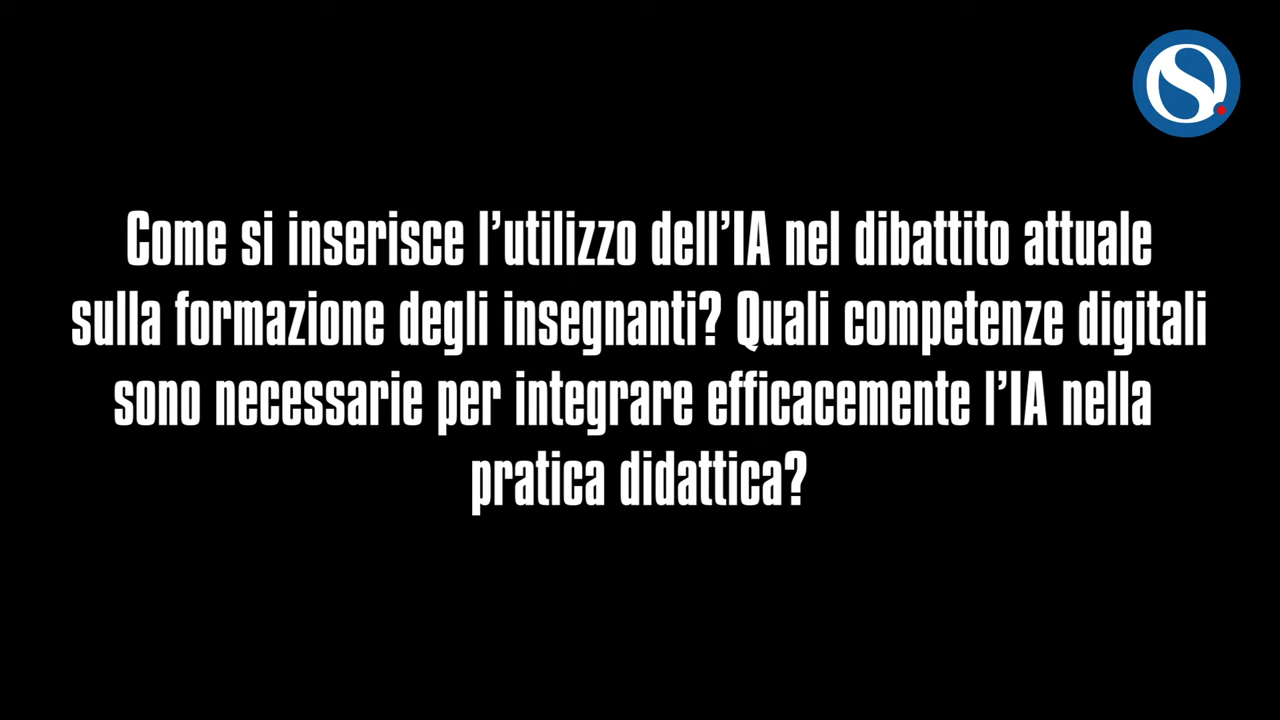 Come si inserisce l’utilizzo dell’IA nel dibattito attuale
sulla formazione degli insegnanti? Quali competenze digitali
sono necessarie per integrare efficacemente l’IA nella
pratica didattica?